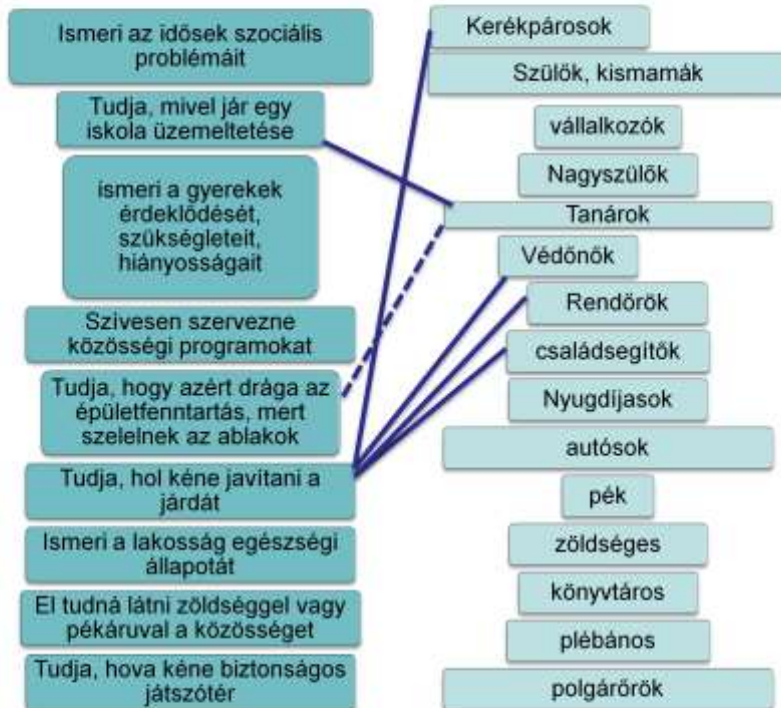 Ismeri az idősek szociális
problémáit
Tudja, mivel jár egy
iskola üzemeltetése
ismeri a gyerekek
érdeklődését,
szükségleteit,
hiányosságait
Szívesen szervezne
közösségi programokat
Tudja, hogy azért drága az
épületfenntartás, mert
szelelnek az ablakok
Tudja, hol kéne javítani a
járdát
Ismeri a lakosság egészségi
állapotát
El tudná látni zöldséggel vagy
pékáruval a közösséget
Tudja, hova kéne biztonságos
játszótér
Kerékpárosok
Szülők, kismamák
vállalkozók
Nagyszülők
Tanárok
Védőnők
Rendőrök
családsegítők
Nyugdíjasok
autósok
pék
zöldséges
könyvtáros
plébános
polgárőrök